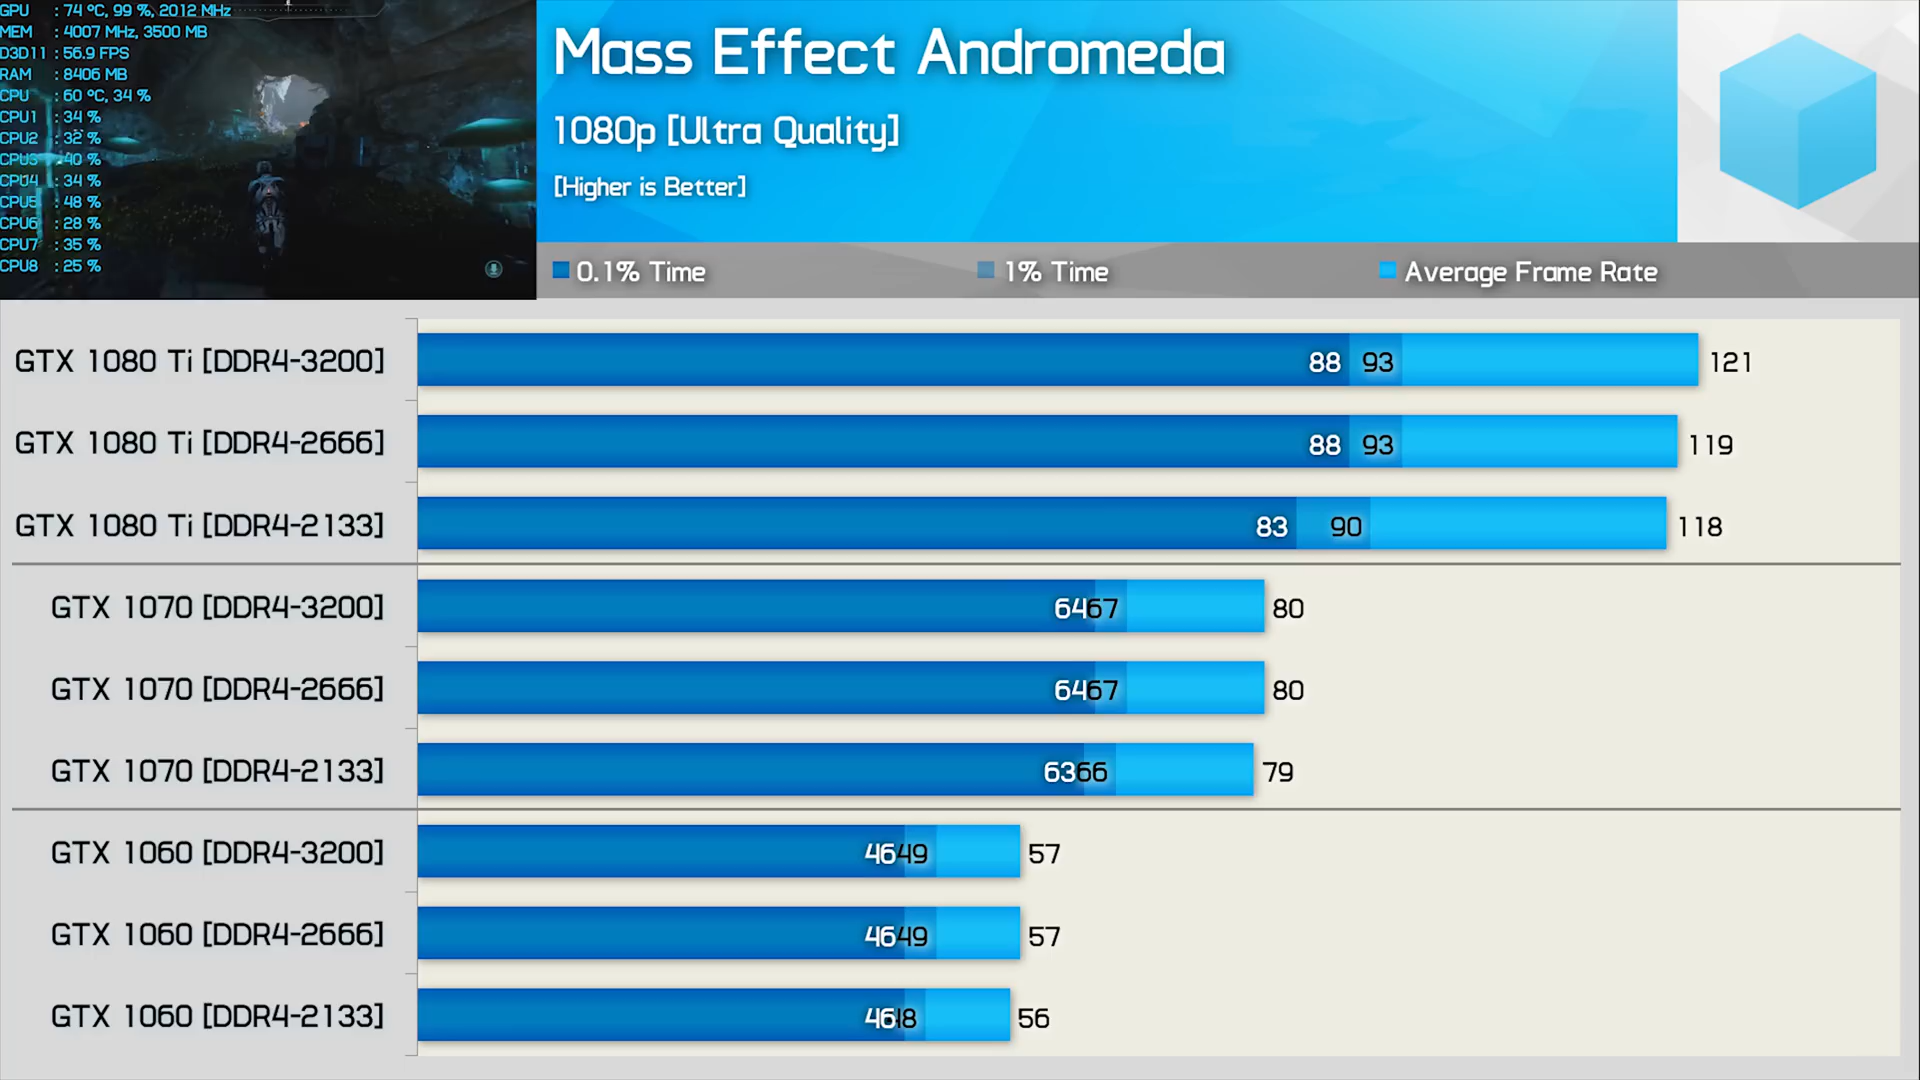 GPU : 74 °C, 99 %, 2012 MHz
MEM : 4007 MHz, 3500 MB
D3D11 : 56.9 FPS
RAM : 8406 MB
CPU : 60 °C, 34 %
CPU1 : 34 %
CPU2 : 32 %
CPU3 : 40 %
CPU4 : 34 %
CPU5 : 48 %
CPU6 : 28 %
CPU7 : 35 %
CPU8 : 25 %
Mass Effect Andromeda
1080p [Ultra Quality]
[Higher is Better]
0.1% Time 1% Time Average Frame Rate
GTX 1080 Ti [DDR4-3200] 88 93 121
GTX 1080 Ti [DDR4-2666] 88 93 119
GTX 1080 Ti [DDR4-2133] 83 90 118
GTX 1070 [DDR4-3200] 64 67 80
GTX 1070 [DDR4-2666] 64 67 80
GTX 1070 [DDR4-2133] 63 66 79
GTX 1060 [DDR4-3200] 46 49 57
GTX 1060 [DDR4-2666] 46 49 57
GTX 1060 [DDR4-2133] 46 48 56